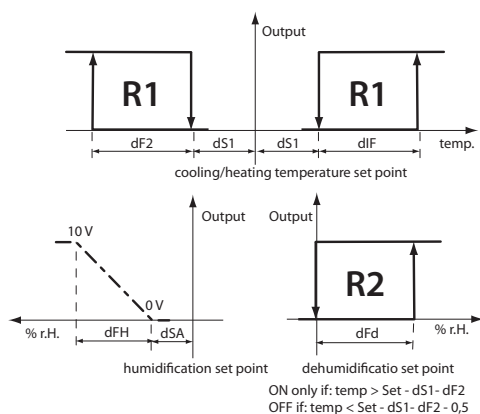 Output
R1
R1
dF2
dS1
dS1
dIF
temp.
cooling/heating temperature set point
Output
Output
10 V
0 V
R2
% r.H.
dFH
dSA
dFd
% r.H.
humidification set point
dehumidificatio set point
ON only if: temp > Set - dS1- dF2
OFF if: temp < Set - dS1- dF2 - 0,5